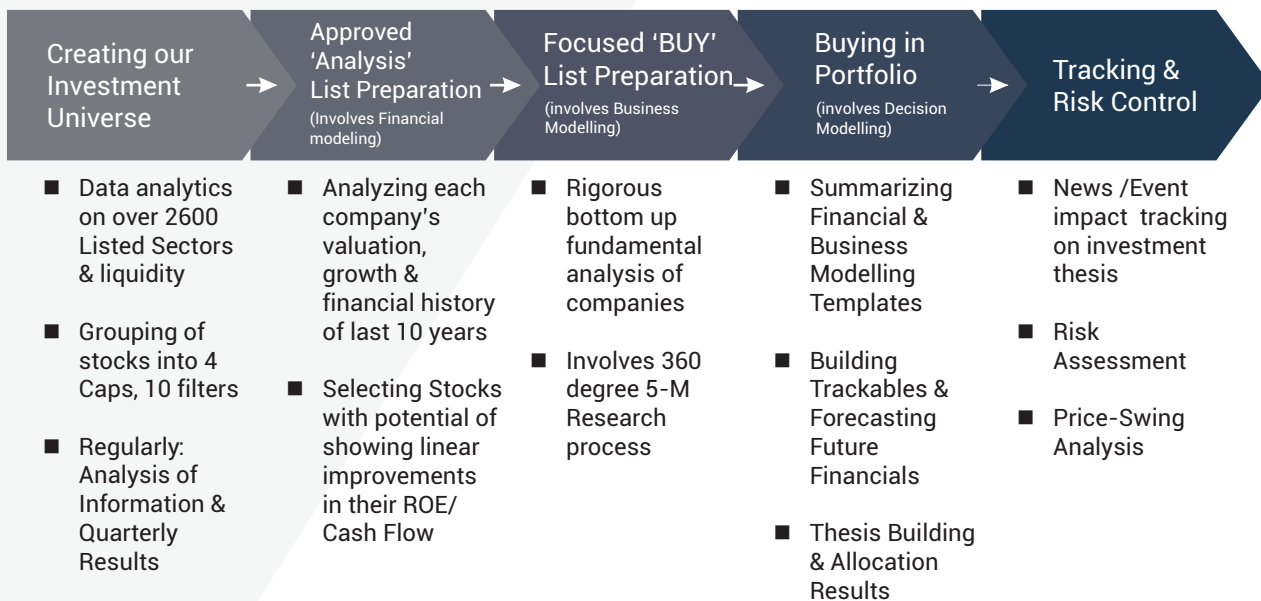 Creating our
Investment
Universe
Approved
‘Analysis’
List Preparation
(Involves Financial
modeling)
Focused ‘BUY’
List Preparation
(involves Business
Modelling)
Buying in
Portfolio
(involves Decision
Modelling)
Tracking &
Risk Control
■ Data analytics
on over 2600
Listed Sectors
& liquidity
■ Grouping of
stocks into 4
Caps, 10 filters
■ Regularly:
Analysis of
Information &
Quarterly
Results
■ Analyzing each
company’s
valuation,
growth &
financial history
of last 10 years
■ Selecting Stocks
with potential of
showing linear
improvements
in their ROE/
Cash Flow
■ Rigorous
bottom up
fundamental
analysis of
companies
■ Involves 360
degree 5-M
Research
process
■ Summarizing
Financial &
Business
Modelling
Templates
■ Building
Trackables &
Forecasting
Future
Financials
■ Thesis Building
& Allocation
Results
■ News /Event
impact tracking
on investment
thesis
■ Risk
Assessment
■ Price-Swing
Analysis